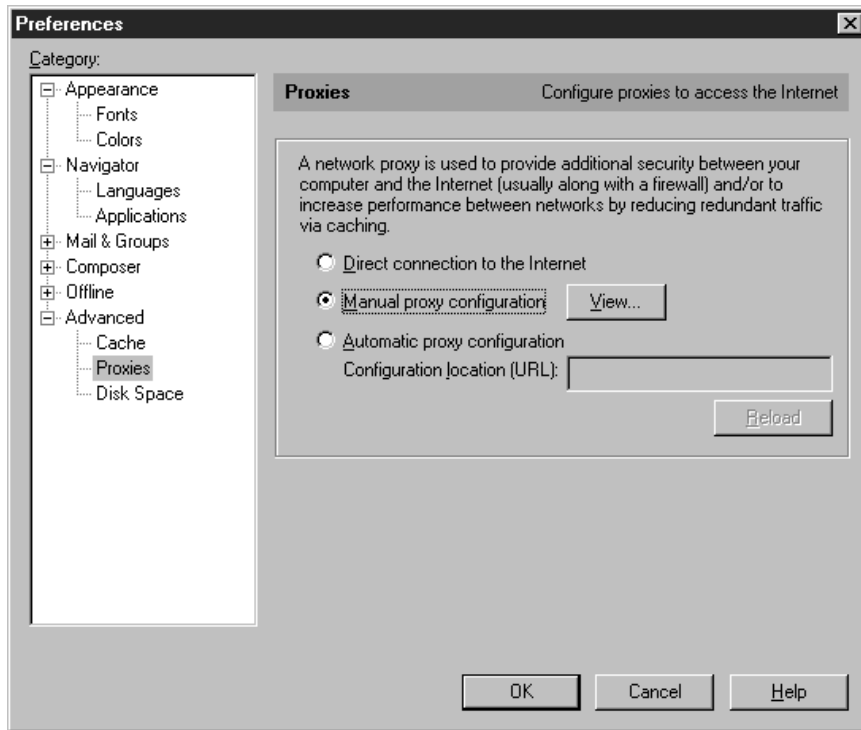 Preferences
Category:
Appearance
Fonts
Colors
Navigator
Languages
Applications
Mail & Groups
Composer
Offline
Advanced
Cache
Proxies
Disk Space
Proxies Configure proxies to access the Internet
A network proxy is used to provide additional security between your
computer and the Internet (usually along with a firewall) and/or to
increase performance between networks by reducing redundant traffic
via caching.
Direct connection to the Internet
Manual proxy configuration View...
Automatic proxy configuration
Configuration location (URL):
Reload
OK Cancel Help